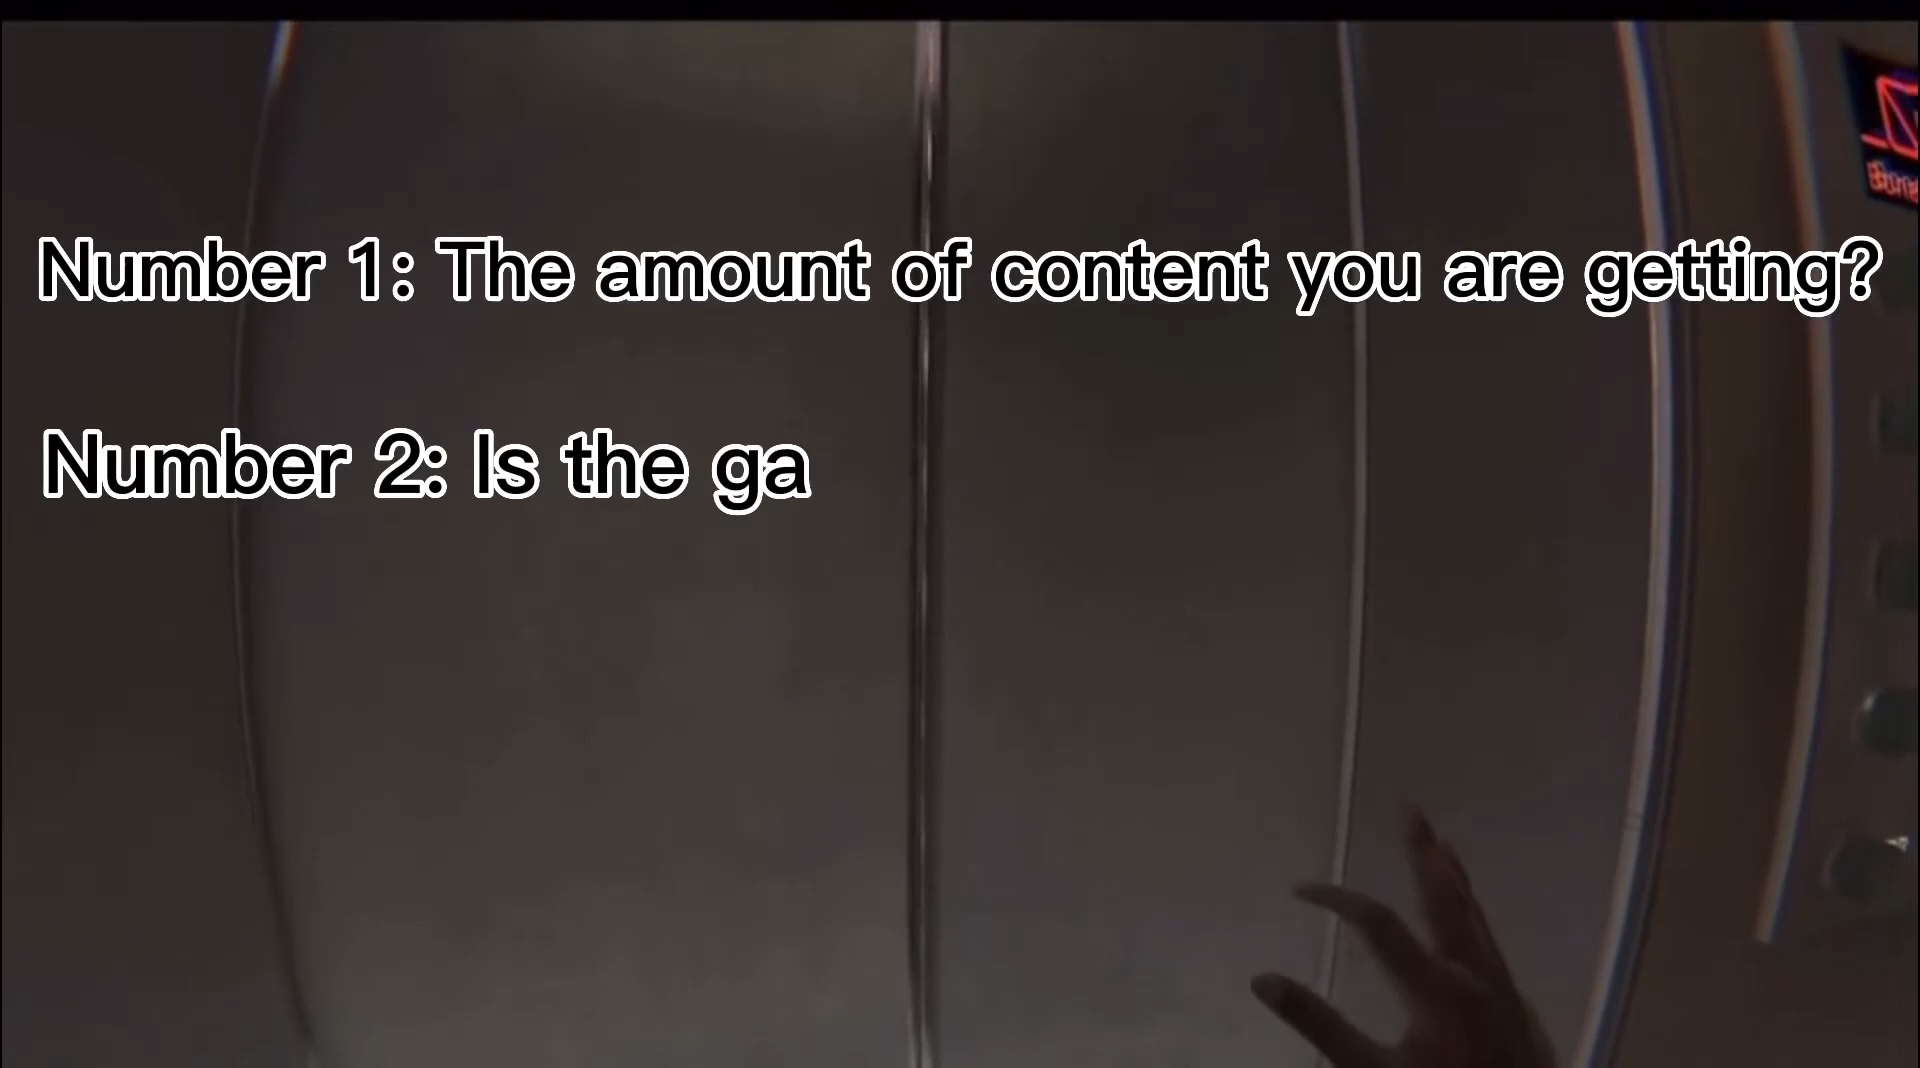 Number 1: The amount of content you are getting?
Number 2: Is the ga